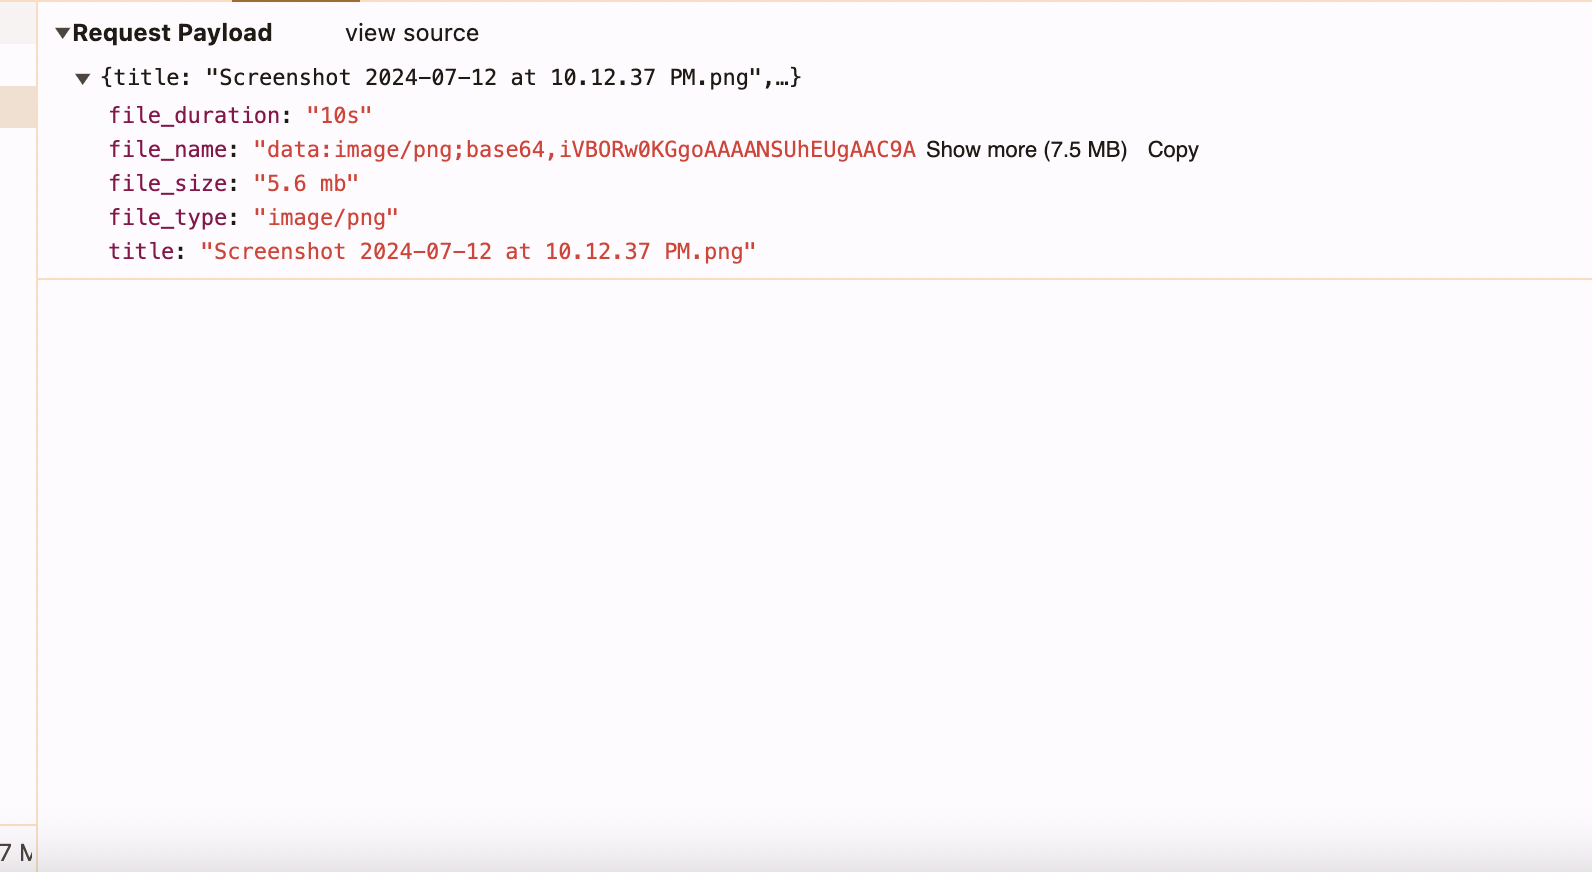 ▼Request Payload view source
▼ {title: "Screenshot 2024-07-12 at 10.12.37 PM.png",…}
file_duration: "10s"
file_name: "data:image/png;base64,iVBORw0KGgoAAAANSUhEUgAAC9A Show more (7.5 MB) Copy
file_size: "5.6 mb"
file_type: "image/png"
title: "Screenshot 2024-07-12 at 10.12.37 PM.png"
7 M